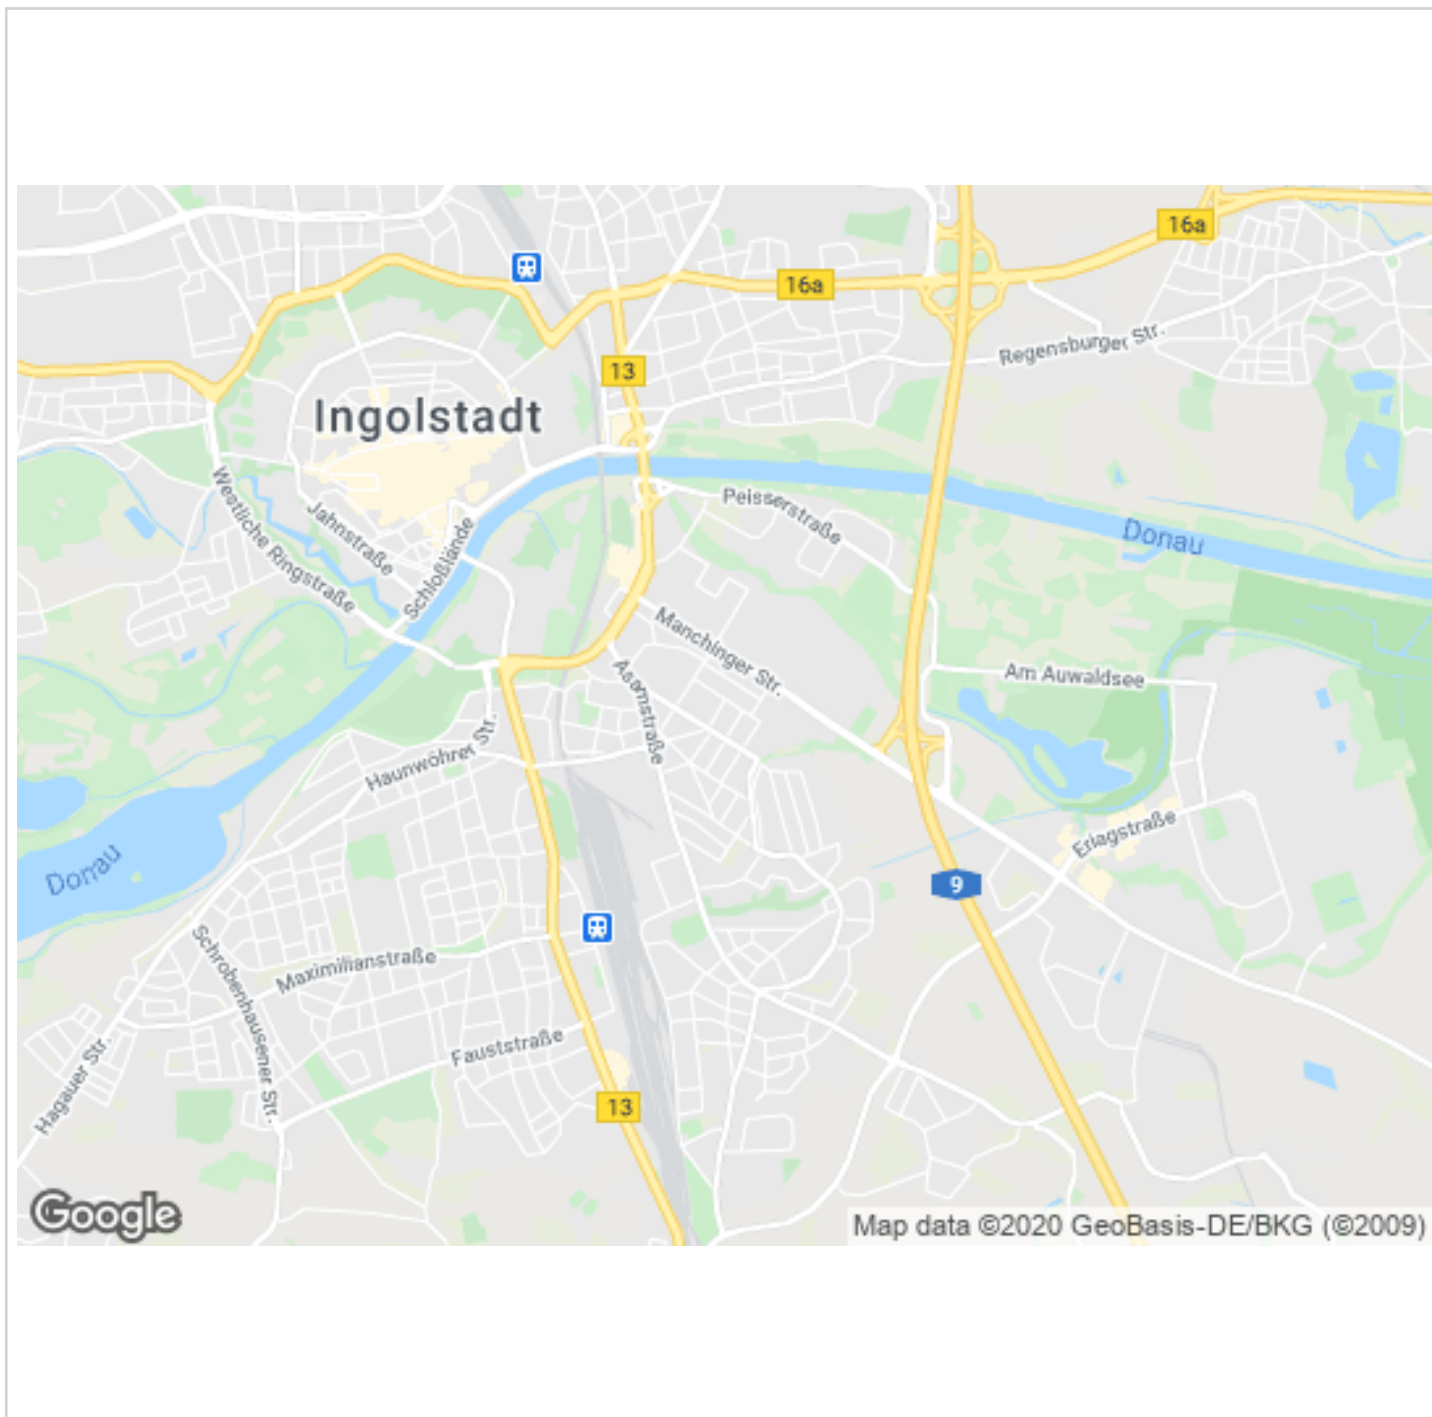 16a
16a
Regensburger Str.
13
Ingolstadt
Westliche Ringstraße
Jahnstraße
Schloßlände
Peisserstraße
Donau
Manchinger Str.
Asamstraße
Am Auwaldsee
Haunwöhrer Str.
Donau
Eriagstraße
9
Schrobenhausener Str.
Maximilianstraße
Fauststraße
Hagauer Str.
13
Google
Map data ©2020 GeoBasis-DE/BKG (©2009)